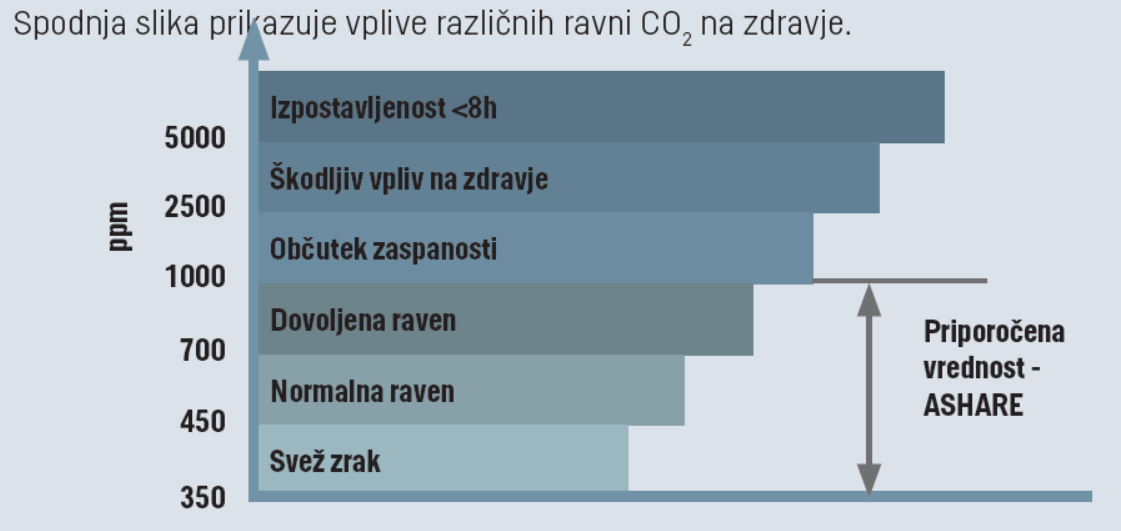 Spodnja slika prikazuje vplive različnih ravni CO₂ na zdravje.
Izpostavljenost <8h
5000
Škodljiv vpliv na zdravje
2500
ppm
Občutek zaspanosti
1000
Dovoljena raven
700
Priporočena
vrednost -
ASHARE
Normalna raven
450
Svež zrak
350